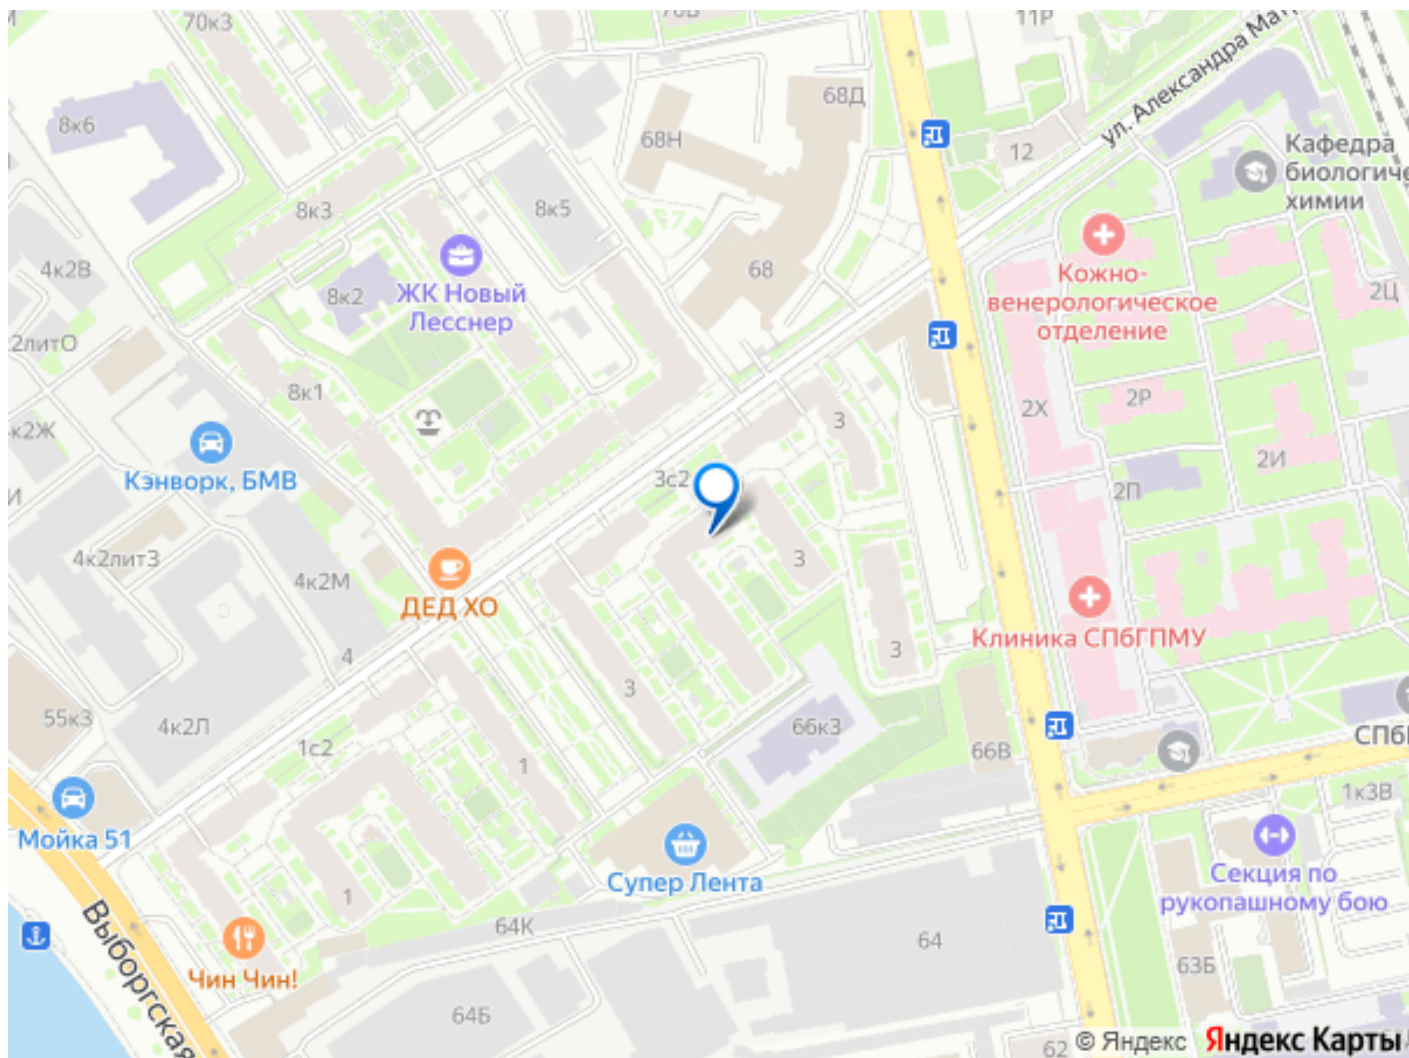 70к3
70В
11Р
ул. Александра Мат
68Д
8к6
68Н
12
Кафедра
биологиче
химии
8к3
8к5
4к2В
8к2
ЖК Новый
Лесснер
68
Кожно-
венерологическое
отделение
2Ц
2литО
8к1
2Х
2Р
3
к2Ж
Кэнворк, БМВ
3с2
2И
2П
И
4к2лит3
4к2М
ДЕД ХО
3
Клиника СПбГПМУ
4
3
3
55к3
4к2Л
1с2
1
66к3
66В
СПб
1к3В
Мойка 51
Супер Лента
Секция по
рукопашному бою
1
64К
64
Выборгская
Чин Чин!
63Б
64Б
62
© Яндекс
Яндекс Карты